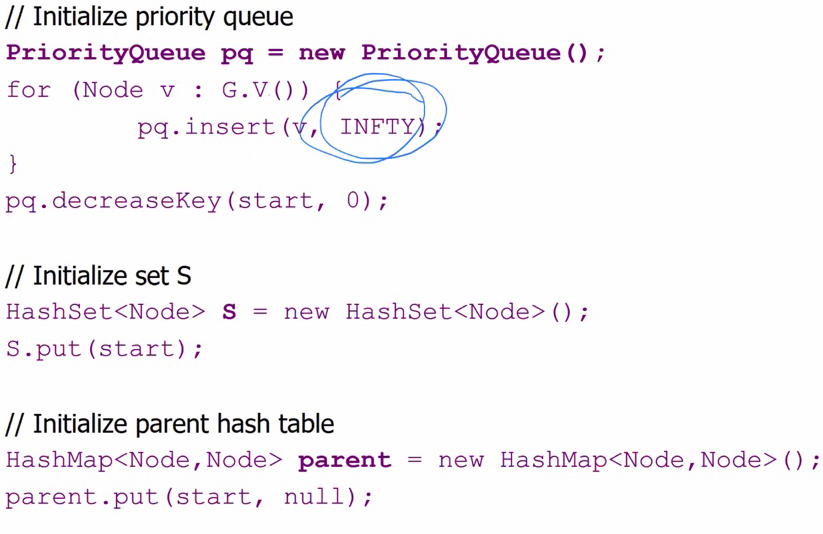 // Initialize priority queue
PriorityQueue pq = new PriorityQueue();
for (Node v : G.V()) {
pq.insert(v, INFTY);
}
pq.decreaseKey(start, 0);
// Initialize set S
HashSet<Node> S = new HashSet<Node>();
S.put(start);
// Initialize parent hash table
HashMap<Node,Node> parent = new HashMap<Node,Node>();
parent.put(start, null);